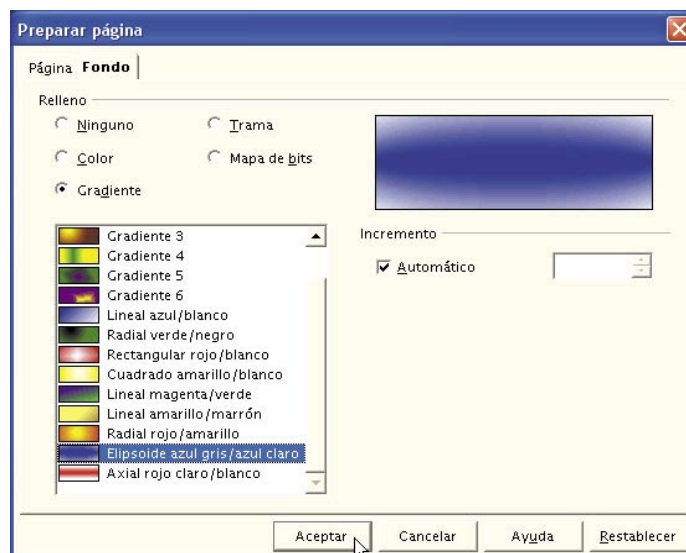 Preparar página
Página Fondo
Relleno
Ninguno
Trama
Color
Mapa de bits
Gradiente
Gradiente 3
Gradiente 4
Gradiente 5
Gradiente 6
Lineal azul/blanco
Radial verde/negro
Rectangular rojo/blanco
Cuadrado amarillo/blanco
Lineal magenta/verde
Lineal amarillo/marrón
Radial rojo/amarillo
Elipsoide azul gris/azul claro
Axial rojo claro/blanco
Incremento
Automático
Aceptar Cancelar Ayuda Restablecer